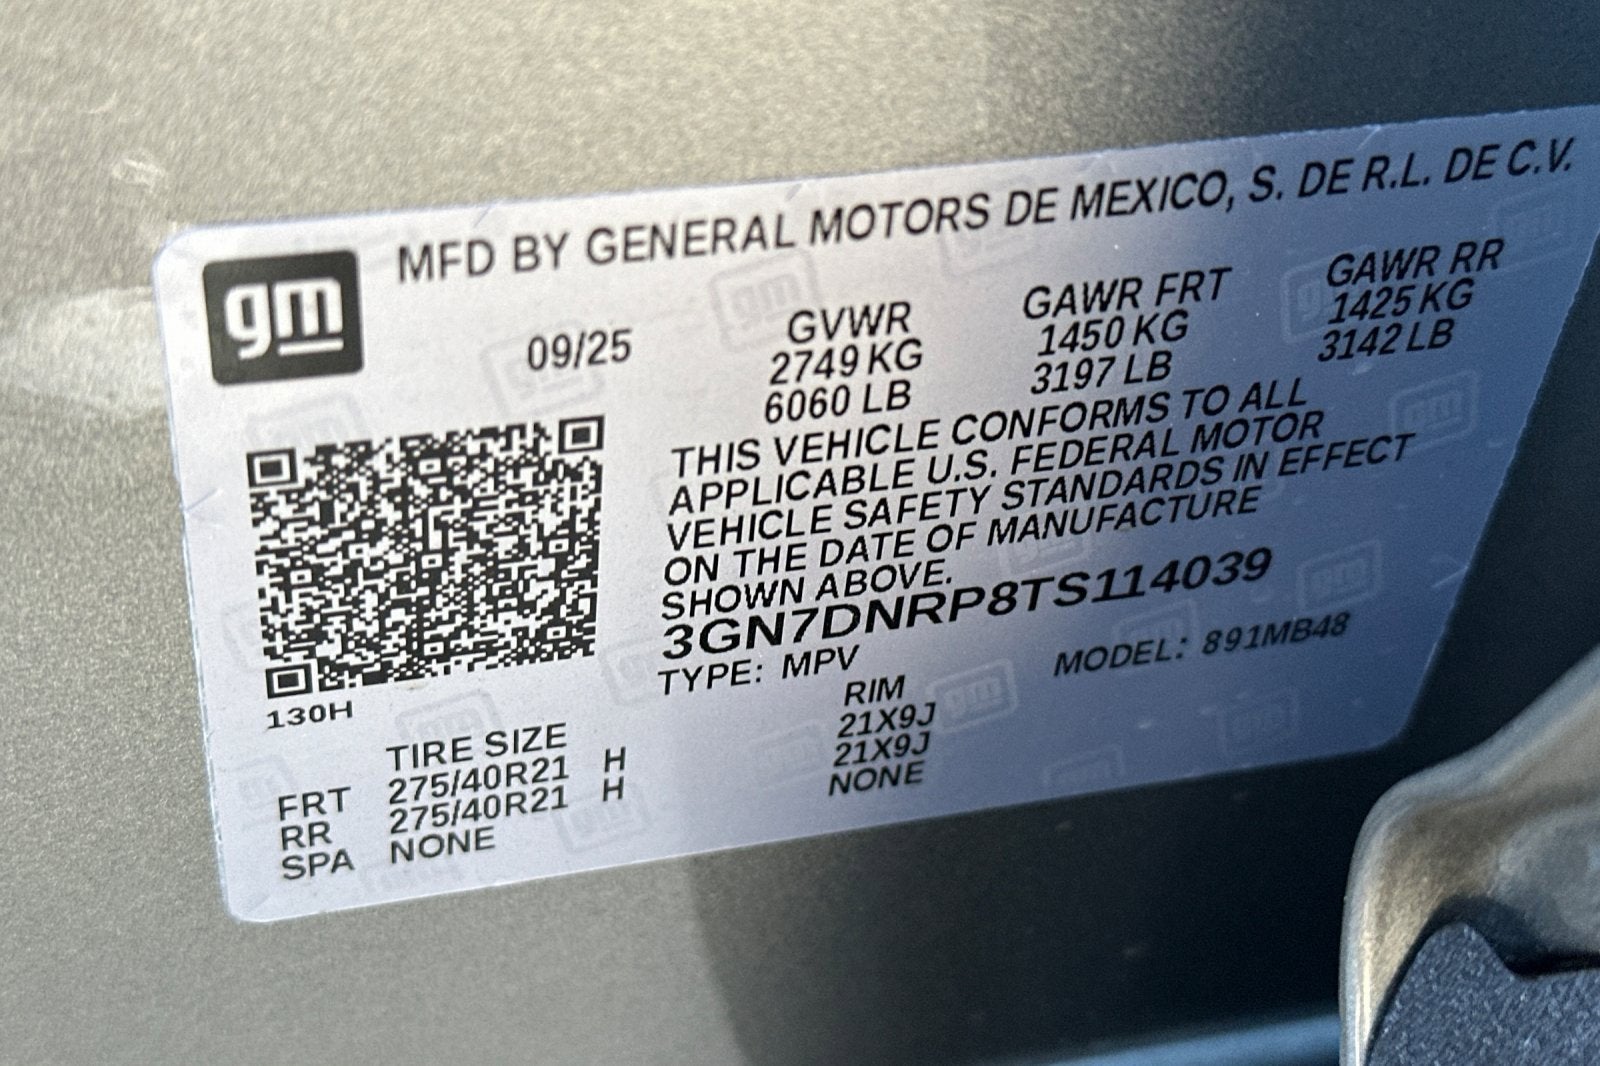 gm
MFD BY GENERAL MOTORS DE MEXICO, S. DE R.L. DE C.V.
09/25
GVWR GAWR FRT GAWR RR
2749 KG 1450 KG 1425 KG
6060 LB 3197 LB 3142 LB
THIS VEHICLE CONFORMS TO ALL
APPLICABLE U.S. FEDERAL MOTOR
VEHICLE SAFETY STANDARDS IN EFFECT
ON THE DATE OF MANUFACTURE
SHOWN ABOVE.
3GN7DNRP8TS114039
TYPE: MPV MODEL: 891MB48
130H
TIRE SIZE RIM
FRT 275/40R21 H 21X9J
RR 275/40R21 H 21X9J
SPA NONE NONE